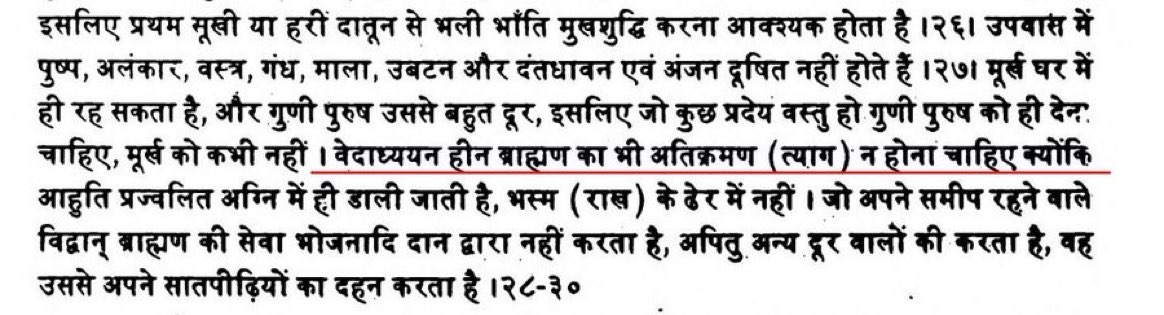 इसलिए प्रथम सूखी या हरीं दातून से भली भाँति मुखशुद्धि करना आवश्यक होता है ।२६। उपवास में
पुष्प, अलंकार, वस्त्र, गंध, माला, उबटन और दंतधावन एवं अंजन दूषित नहीं होते हैं ।२७। मूर्ख घर में
ही रह सकता है, और गुणी पुरुष उससे बहुत दूर, इसलिए जो कुछ प्रदेय वस्तु हो गुणी पुरुष को ही देना
चाहिए, मूर्ख को कभी नहीं । वेदाध्ययन हीन ब्राह्मण का भी अतिक्रमण (त्याग) न होना चाहिए क्योंकि
आहुति प्रज्वलित अग्नि में ही डाली जाती है, भस्म (राख) के ढेर में नहीं । जो अपने समीप रहने वाले
विद्वान् ब्राह्मण की सेवा भोजनादि दान द्वारा नहीं करता है, अपितु अन्य दूर वालों की करता है, वह
उससे अपने सातपीढ़ियों का दहन करता है ।२८-३०